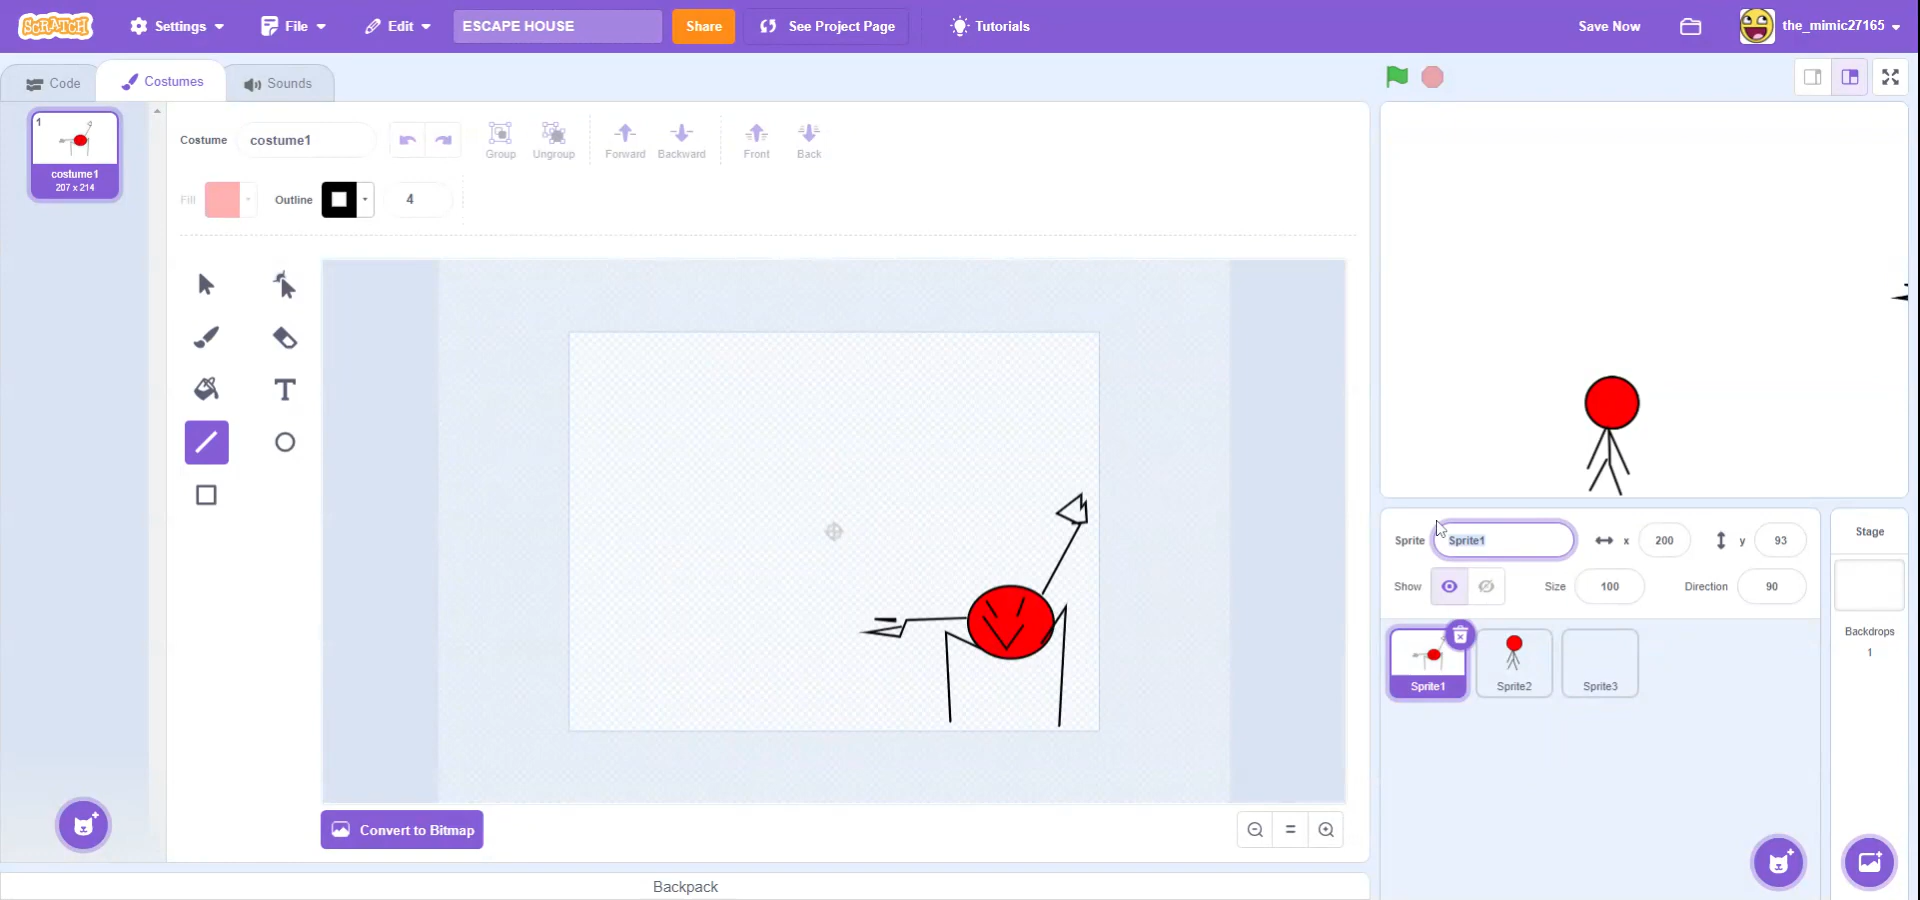 SCRATCH Settings File Edit ESCAPE HOUSE Share See Project Page Tutorials Save Now the_mimic27165
Code Costumes Sounds
1
costume1
207 x 214
Costume costume1 Group Ungroup Forward Backward Front Back
Fill Outline 4
Convert to Bitmap
Backpack
Sprite Sprite1 x 200 y 93
Show Size 100 Direction 90
Sprite1 Sprite2 Sprite3
Stage
Backdrops
1